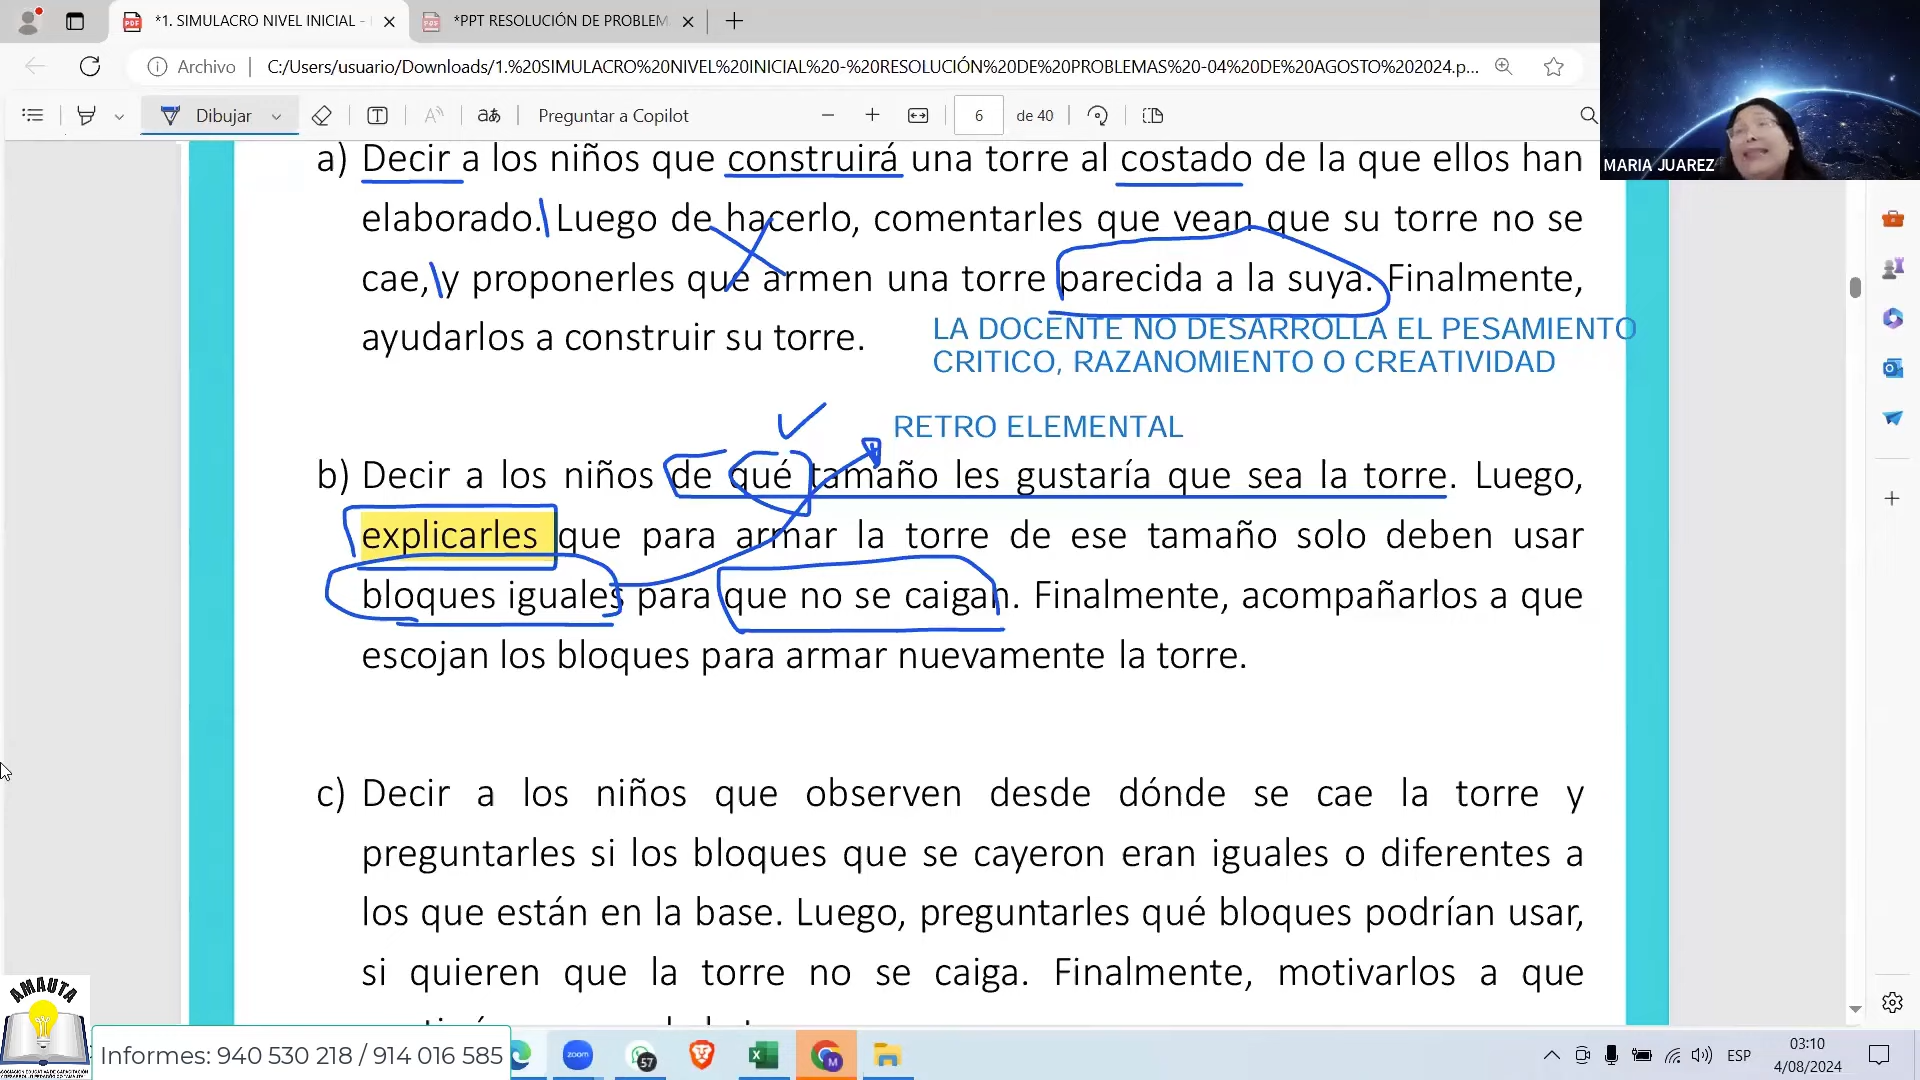 *1. SIMULACRO NIVEL INICIAL -
*PPT RESOLUCIÓN DE PROBLEM
Archivo
C:/Users/usuario/Downloads/1.%20SIMULACRO%20NIVEL%20INICIAL%20-%20RESOLUCIÓN%20DE%20PROBLEMAS%20-04%20DE%20AGOSTO%202024.p...
Dibujar
Preguntar a Copilot
6
de 40
MARIA JUAREZ
a) Decir a los niños que construirá una torre al costado de la que ellos han
elaborado. Luego de hacerlo, comentarles que vean que su torre no se
cae, y proponerles que armen una torre parecida a la suya. Finalmente,
ayudarlos a construir su torre.
LA DOCENTE NO DESARROLLA EL PESAMIENTO
CRITICO, RAZANOMIENTO O CREATIVIDAD
RETRO ELEMENTAL
b) Decir a los niños de qué tamaño les gustaría que sea la torre. Luego,
explicarles que para armar la torre de ese tamaño solo deben usar
bloques iguales para que no se caigan. Finalmente, acompañarlos a que
escojan los bloques para armar nuevamente la torre.
c) Decir a los niños que observen desde dónde se cae la torre y
preguntarles si los bloques que se cayeron eran iguales o diferentes a
los que están en la base. Luego, preguntarles qué bloques podrían usar,
si quieren que la torre no se caiga. Finalmente, motivarlos a que
AMAUTA
Informes: 940 530 218 / 914 016 585
zoom
57
M
ESP
03:10
4/08/2024